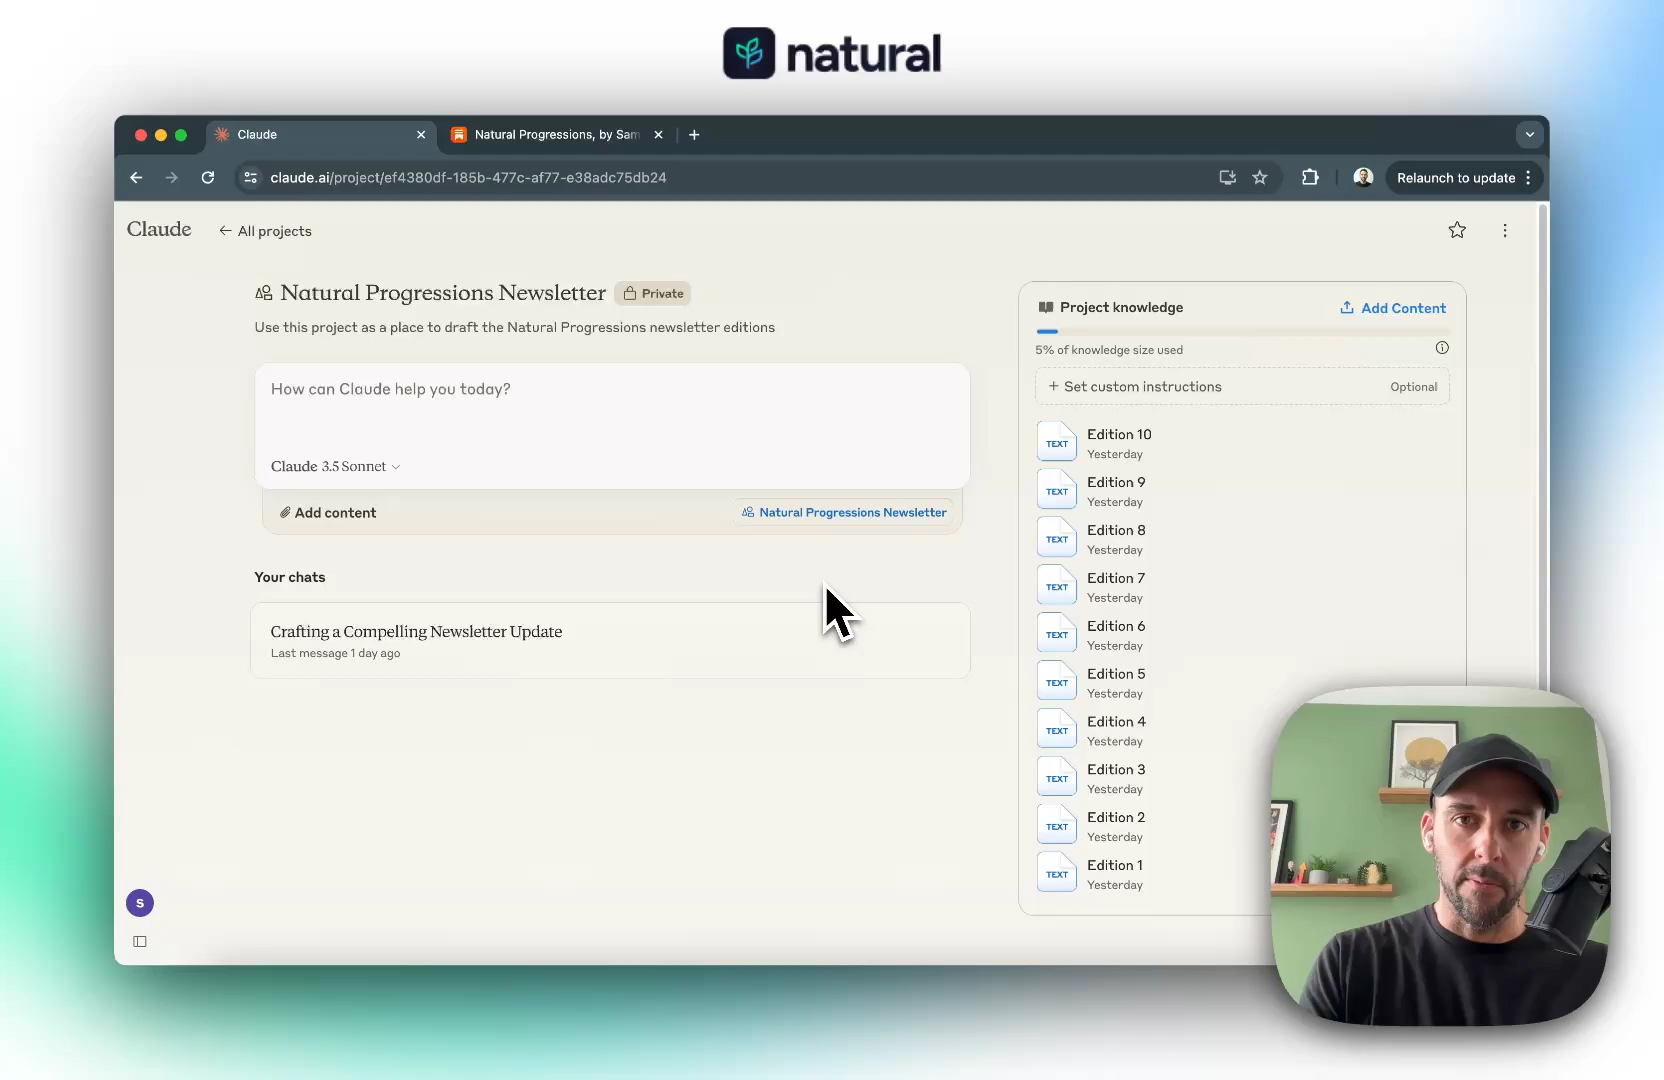 natural
Claude
Natural Progressions, by Sam
claude.ai/project/ef4380df-185b-477c-af77-e38adc75db24
Relaunch to update
Claude
All projects
Natural Progressions Newsletter
Private
Use this project as a place to draft the Natural Progressions newsletter editions
How can Claude help you today?
Claude 3.5 Sonnet
Add content
Natural Progressions Newsletter
Your chats
Crafting a Compelling Newsletter Update
Last message 1 day ago
Project knowledge
Add Content
5% of knowledge size used
+ Set custom instructions
Optional
TEXT
Edition 10
Yesterday
TEXT
Edition 9
Yesterday
TEXT
Edition 8
Yesterday
TEXT
Edition 7
Yesterday
TEXT
Edition 6
Yesterday
TEXT
Edition 5
Yesterday
TEXT
Edition 4
Yesterday
TEXT
Edition 3
Yesterday
TEXT
Edition 2
Yesterday
TEXT
Edition 1
Yesterday
S